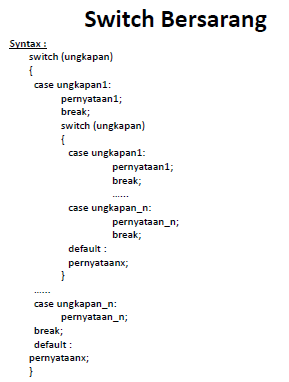 Switch Bersarang
Syntax :
switch (ungkapan)
{
case ungkapan1:
pernyataan1;
break;
switch (ungkapan)
{
case ungkapan1:
pernyataan1;
break;
......
case ungkapan_n:
pernyataan_n;
break;
default :
pernyataanx;
}
......
case ungkapan_n:
pernyataan_n;
break;
default :
pernyataanx;
}